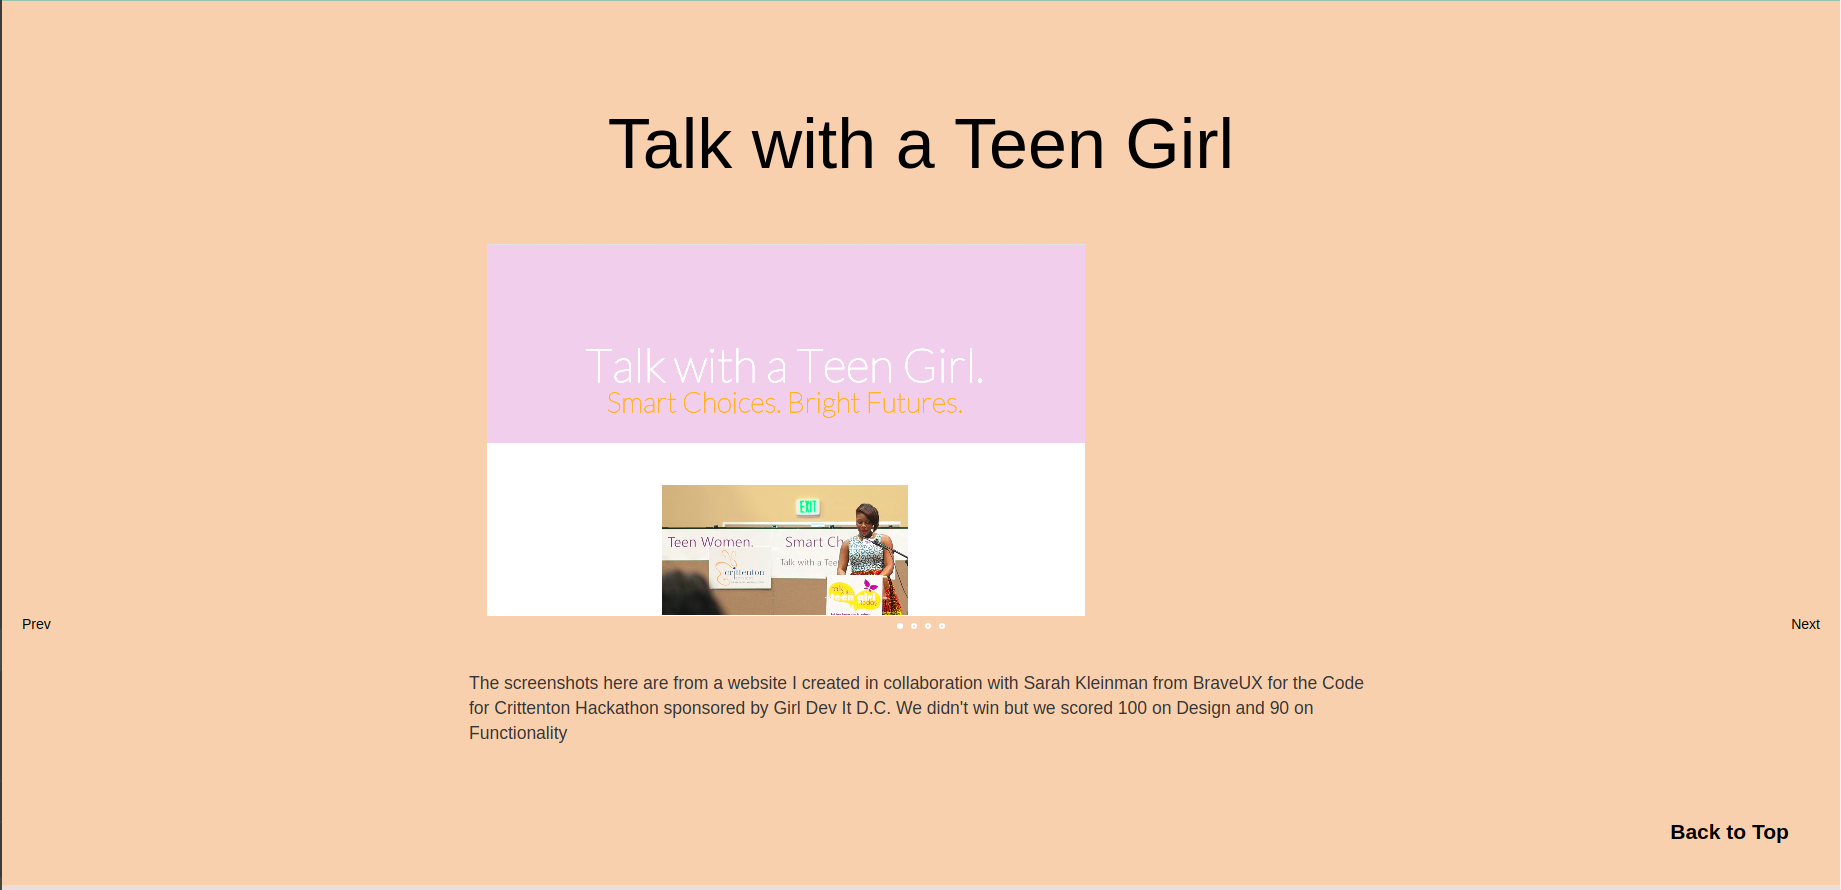 Talk with a Teen Girl
Talk with a Teen Girl.
Smart Choices. Bright Futures.
EXIT
Teen Women. Smart Ch
Talk with a Tee
crittenton
teen girl
today.
Prev
Next
The screenshots here are from a website I created in collaboration with Sarah Kleinman from BraveUX for the Code
for Crittenton Hackathon sponsored by Girl Dev It D.C. We didn't win but we scored 100 on Design and 90 on
Functionality
Back to Top